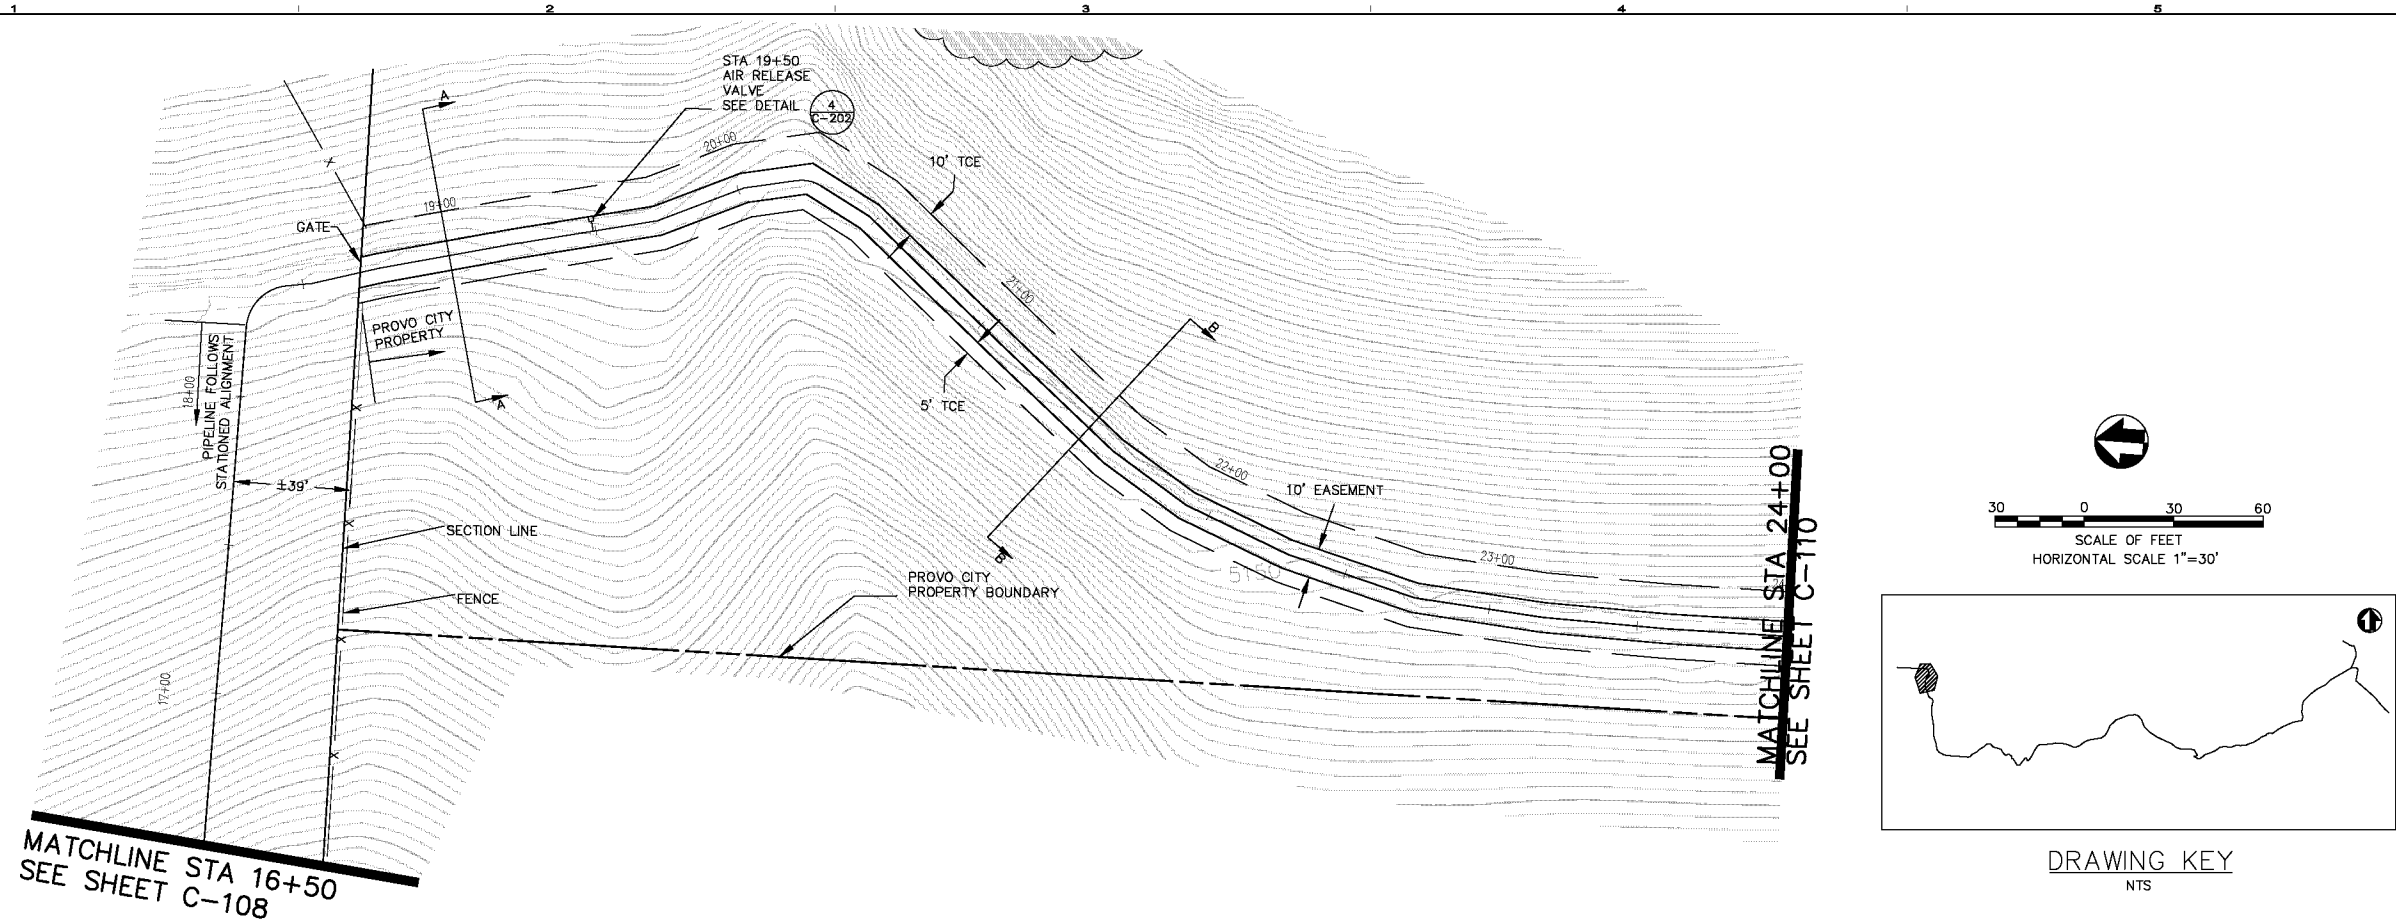 1
2
3
4
5
STA 19+50
AIR RELEASE
VALVE
SEE DETAIL
4
C-202
A
20+00
10' TCE
19+00
GATE
21+00
PROVO CITY
PROPERTY
B
18+00
PIPELINE FOLLOWS
STATIONED ALIGNMENT
A
5' TCE
±39'
22+00
10' EASEMENT
SECTION LINE
B
23+00
5150
PROVO CITY
PROPERTY BOUNDARY
FENCE
17+00
MATCHLINE STA 24+00
SEE SHEET C-110
MATCHLINE STA 16+50
SEE SHEET C-108
30 0 30 60
SCALE OF FEET
HORIZONTAL SCALE 1"=30'
1
DRAWING KEY
NTS